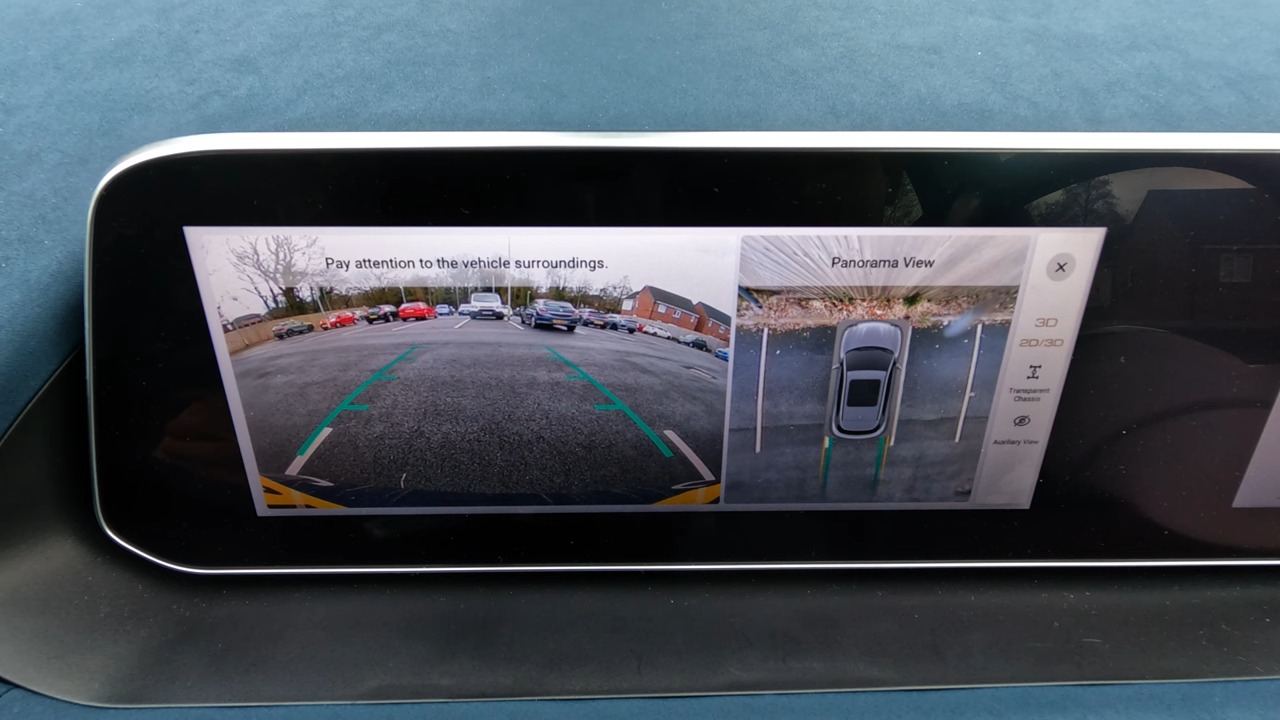 Pay attention to the vehicle surroundings.
Panorama View
3D
2D/3D
Transparent
Chassis
Auxiliary View